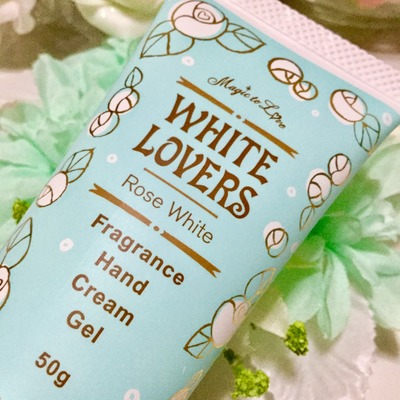 Magic to Love
WHITE
LOVERS
Rose White
Fragrance
Hand
Cream
Gel
50g